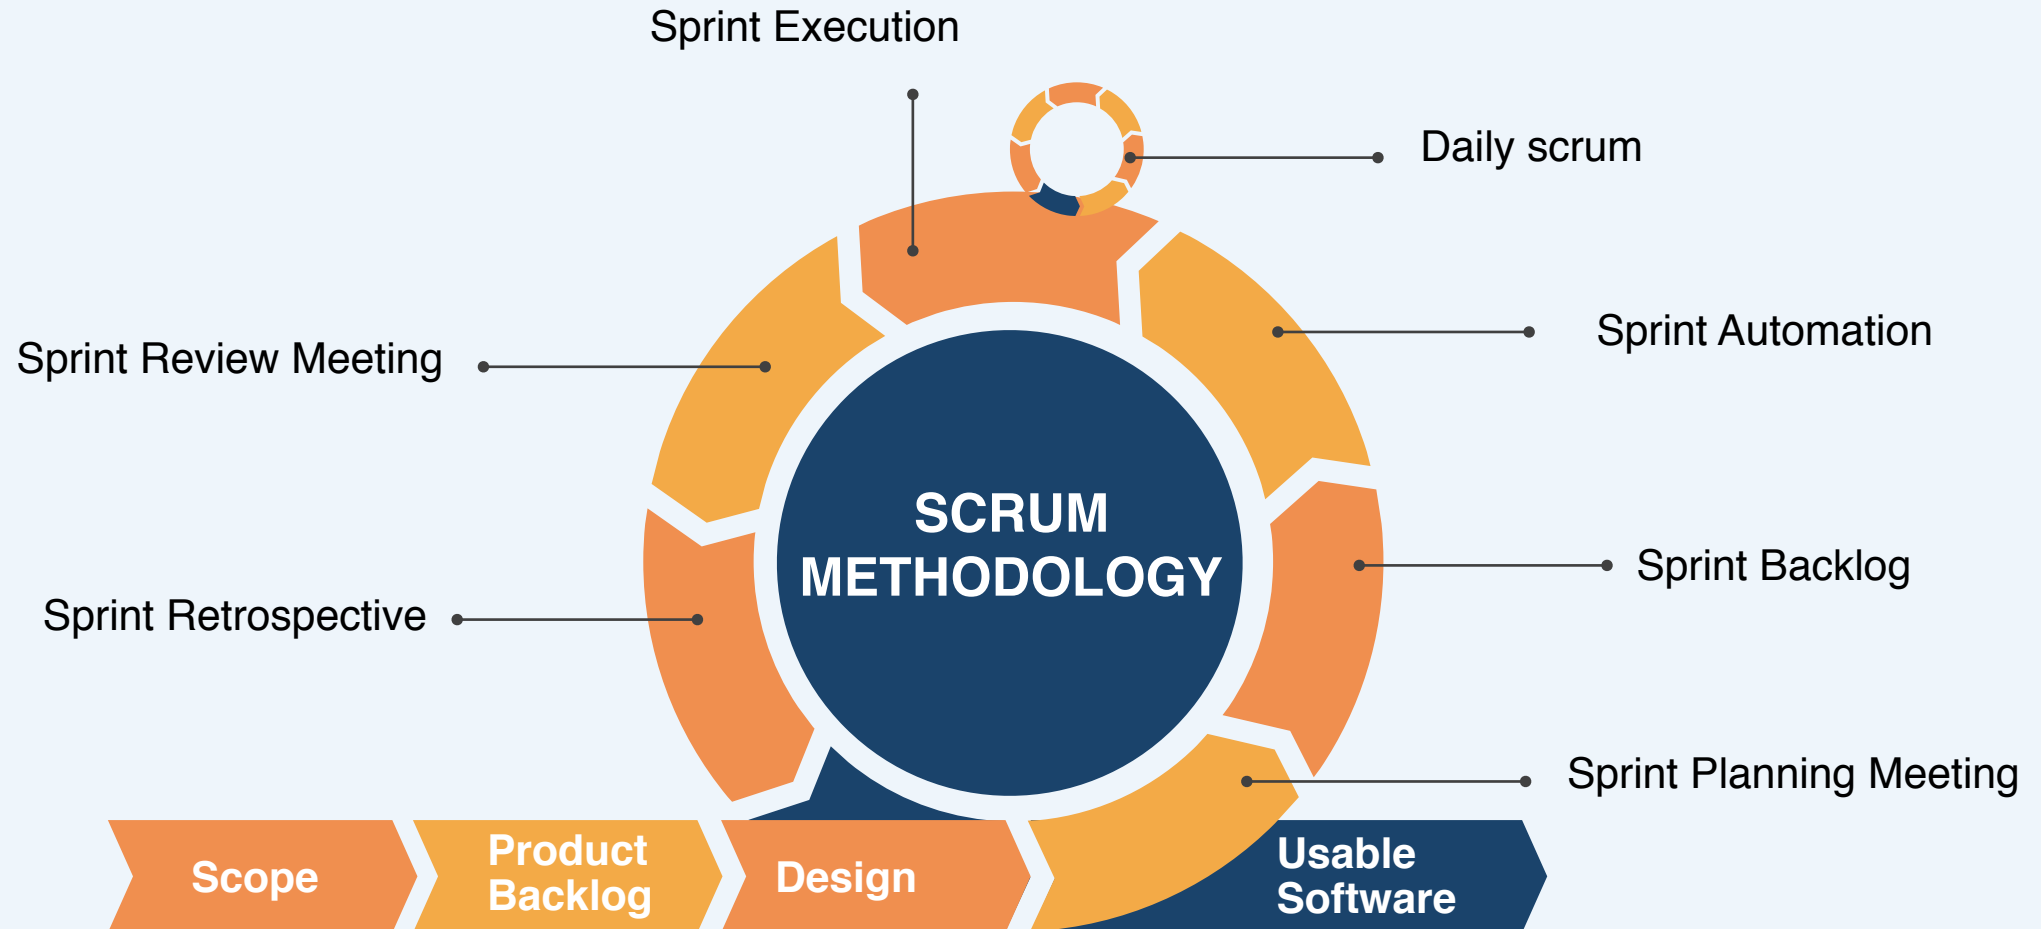 Sprint Execution
Daily scrum
Sprint Automation
Sprint Review Meeting
SCRUM
METHODOLOGY
Sprint Backlog
Sprint Retrospective
Sprint Planning Meeting
Scope
Product
Backlog
Design
Usable
Software